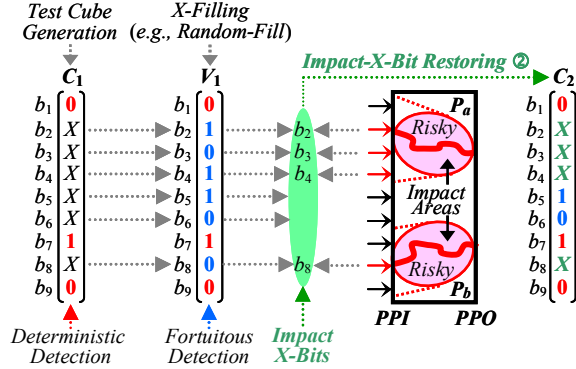 Test Cube Generation
X-Filling (e.g., Random-Fill)
Impact-X-Bit Restoring ②
C1 V1 C2
b1 0 b1 0 Pa b1 0
b2 X b2 1 b2 Risky b2 X
b3 X b3 0 b3 b3 X
b4 X b4 1 b4 b4 X
b5 X b5 1 Impact b5 1
b6 X b6 0 Areas b6 0
b7 1 b7 1 b7 1
b8 X b8 0 b8 Risky b8 X
b9 0 b9 0 Pb b9 0
PPI PPO
Deterministic Detection
Fortuitous Detection
Impact X-Bits